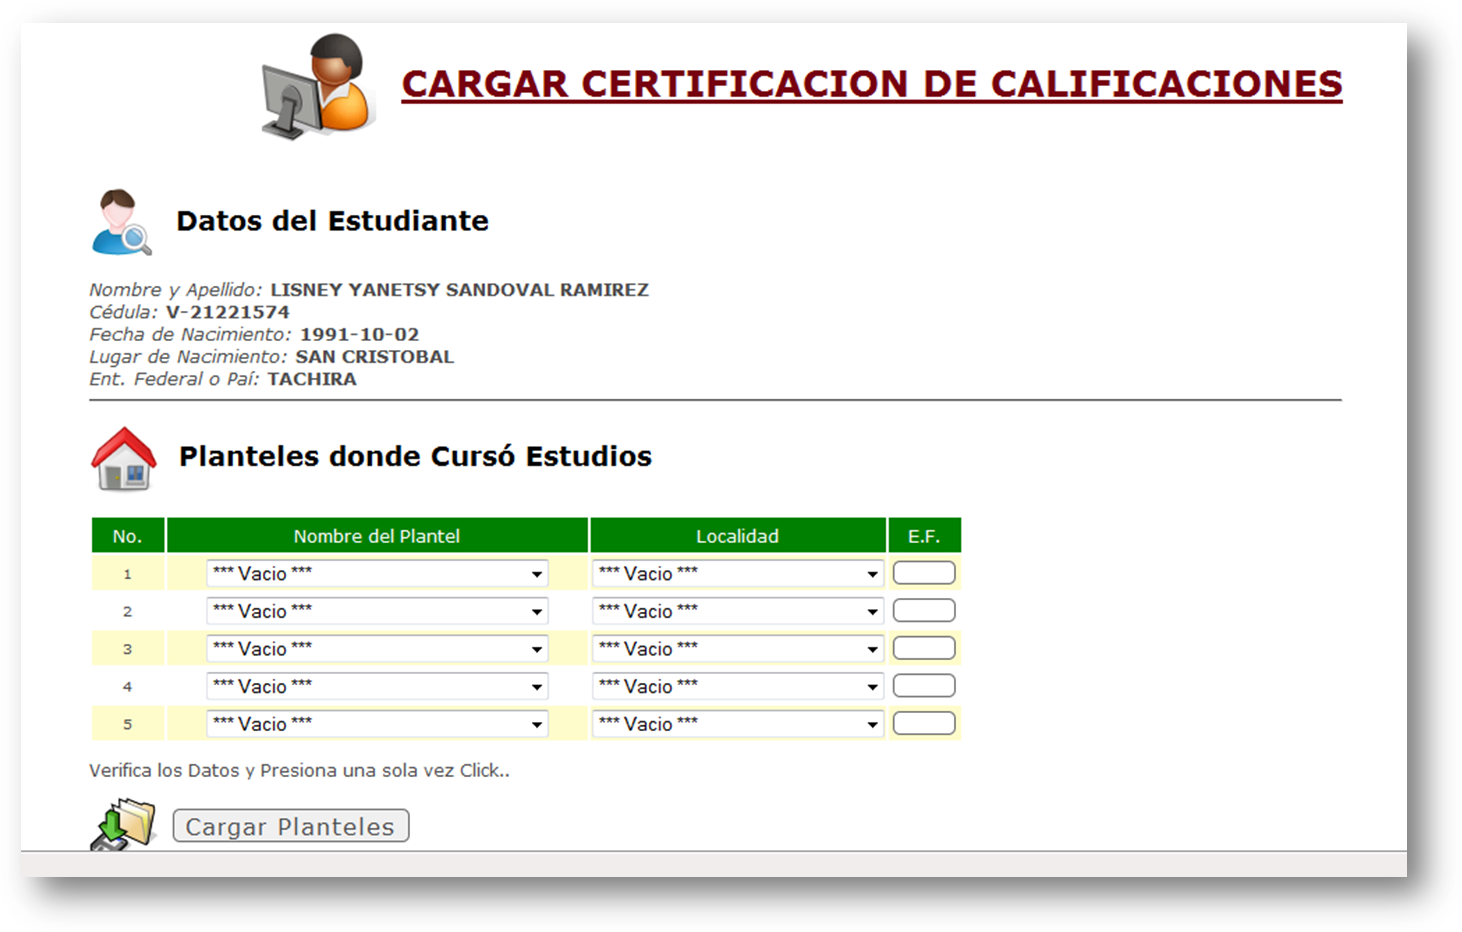 CARGAR CERTIFICACION DE CALIFICACIONES
Datos del Estudiante
Nombre y Apellido: LISNEY YANETSY SANDOVAL RAMIREZ
Cédula: V-21221574
Fecha de Nacimiento: 1991-10-02
Lugar de Nacimiento: SAN CRISTOBAL
Ent. Federal o Paí: TACHIRA
Planteles donde Cursó Estudios
No. Nombre del Plantel Localidad E.F.
1 *** Vacio *** *** Vacio ***
2 *** Vacio *** *** Vacio ***
3 *** Vacio *** *** Vacio ***
4 *** Vacio *** *** Vacio ***
5 *** Vacio *** *** Vacio ***
Verifica los Datos y Presiona una sola vez Click..
Cargar Planteles